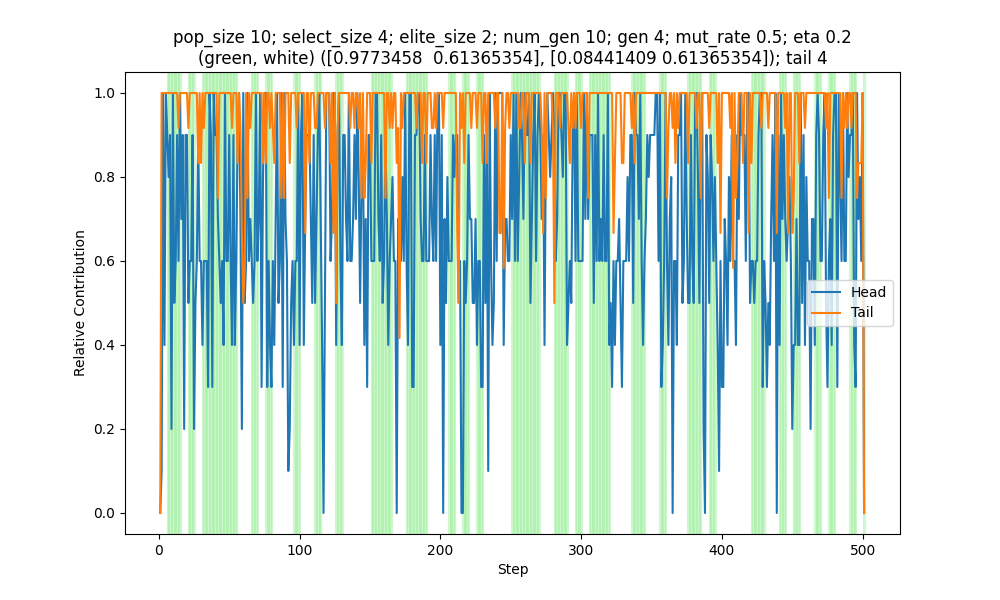 pop_size 10; select_size 4; elite_size 2; num_gen 10; gen 4; mut_rate 0.5; eta 0.2
(green, white) ([0.9773458  0.61365354], [0.08441409 0.61365354]); tail 4
1.0
0.8
0.6
0.4
0.2
0.0
Relative Contribution
Head
Tail
0
100
200
300
400
500
Step